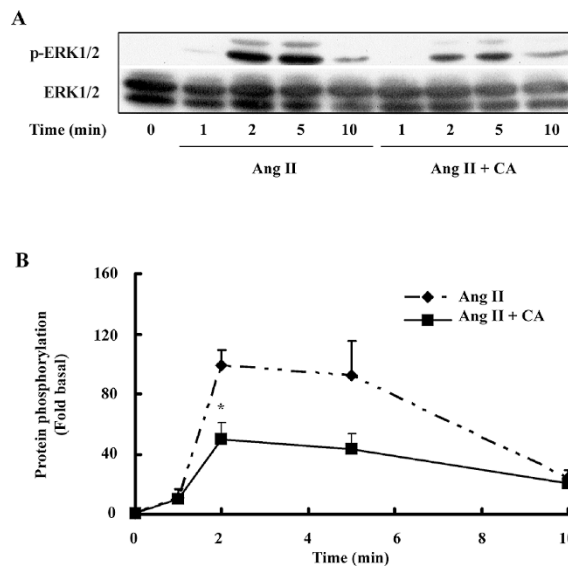 A
p-ERK1/2
ERK1/2
Time (min) 0 1 2 5 10 1 2 5 10
Ang II Ang II + CA
B
160
120
80
40
0
Protein phosphorylation
(Fold basal)
Ang II
Ang II + CA
*
0 2 4 6 8 10
Time (min)